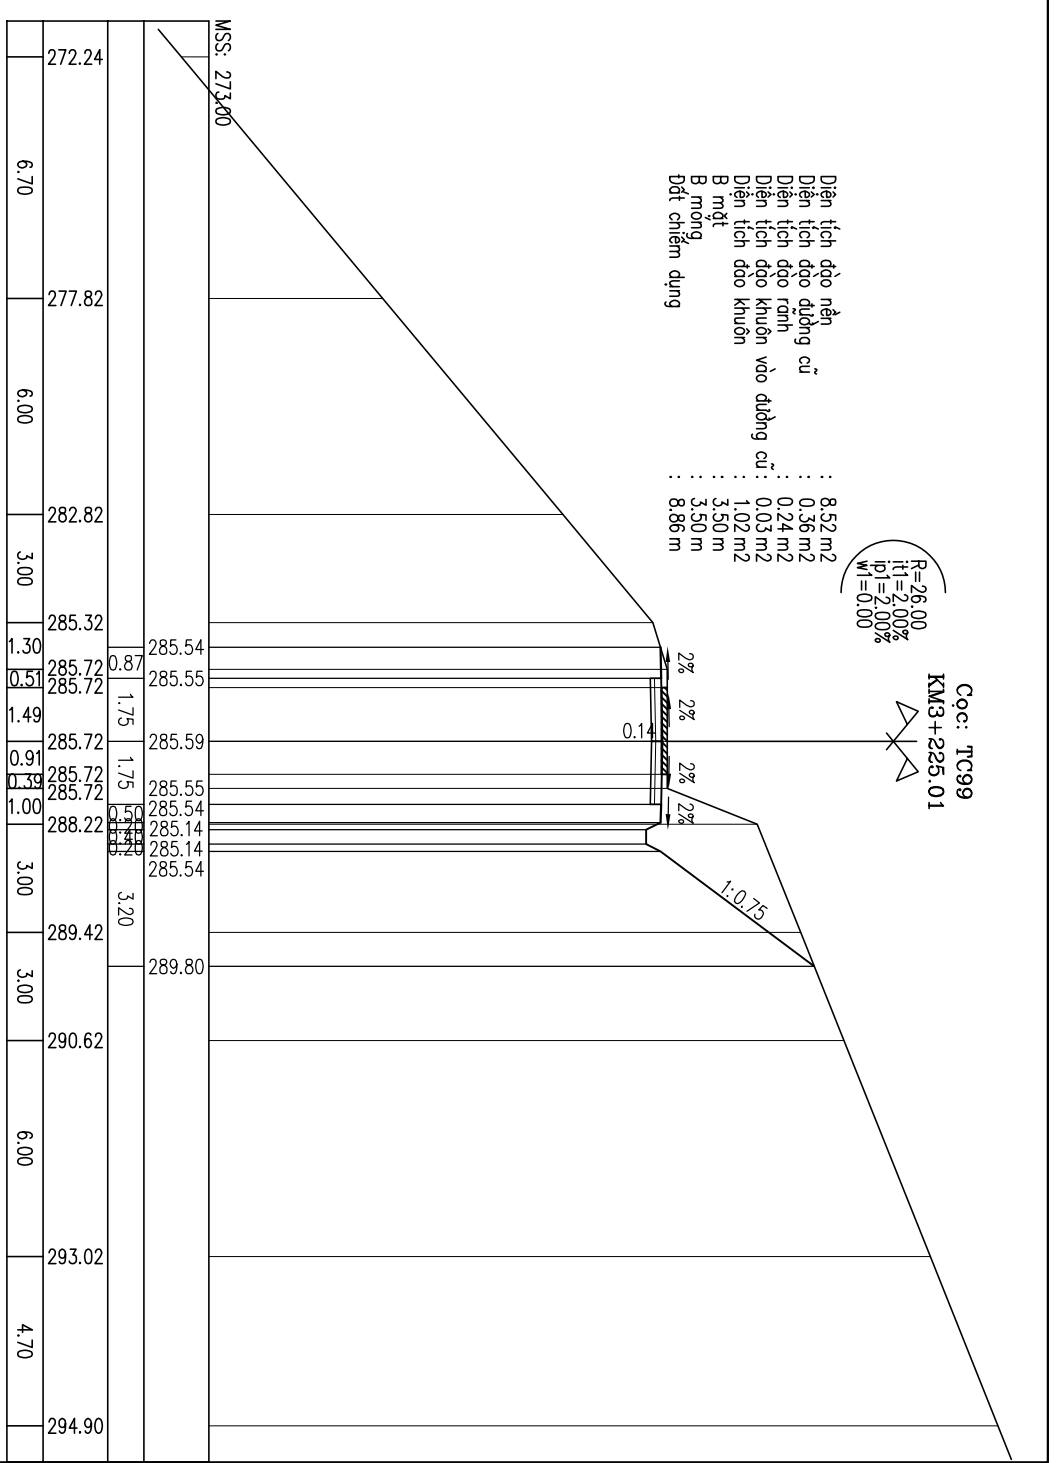 Cọc: TC99
KM3+225.01
R=26.00
it1=2.00%
ip1=2.00%
w1=0.00
Diện tích đào nền : 8.52 m2
Diện tích đào đường cũ : 0.36 m2
Diện tích đào rãnh : 0.24 m2
Diện tích đào khuôn vào đường cũ : 0.03 m2
Diện tích đào khuôn : 1.02 m2
B mặt : 3.50 m
B móng : 3.50 m
Đất chiếm dụng : 8.86 m
2% 2% 2% 2%
0.14
1:0.75
MSS: 273.00
285.54 285.55 285.59 285.55 285.54 285.14 285.14 285.54 289.80
0.87 1.75 1.75 0.50 0.20 0.40 0.20 3.20
272.24 277.82 282.82 285.32 285.72 285.72 285.72 285.72 285.72 288.22 289.42 290.62 293.02 294.90
6.70 6.00 3.00 1.30 0.51 1.49 0.91 0.39 1.00 3.00 3.00 6.00 4.70